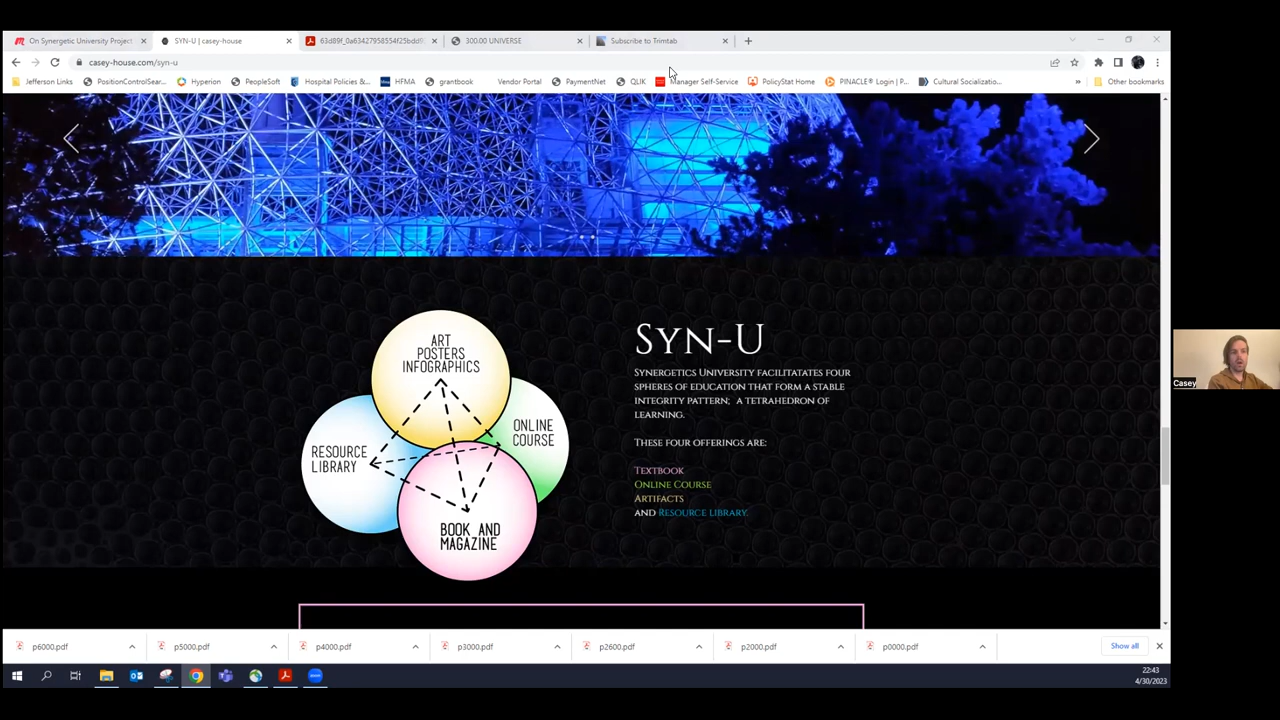 On Synergetic University Project
SYN-U | casey-house
300.00 UNIVERSE
Subscribe to Trimtab
casey-house.com/syn-u
Jefferson Links
PositionControlSear...
Hyperion
PeopleSoft
Hospital Policies &...
HFMA
grantbook
Vendor Portal
PaymentNet
QLIK
Manager Self-Service
PolicyStat Home
PINACLE® Login | P...
Cultural Socializatio...
»
Other bookmarks
ART
POSTERS
INFOGRAPHICS
ONLINE
COURSE
RESOURCE
LIBRARY
BOOK AND
MAGAZINE
Syn-U
Synergetics University facilitatates four
spheres of education that form a stable
integrity pattern; a tetrahedron of
learning.
These four offerings are:
Textbook
Online Course
Artifacts
and Resource Library.
Casey
p6000.pdf
p5000.pdf
p4000.pdf
p3000.pdf
p2600.pdf
p2000.pdf
p0000.pdf
Show all
22:43
4/30/2023